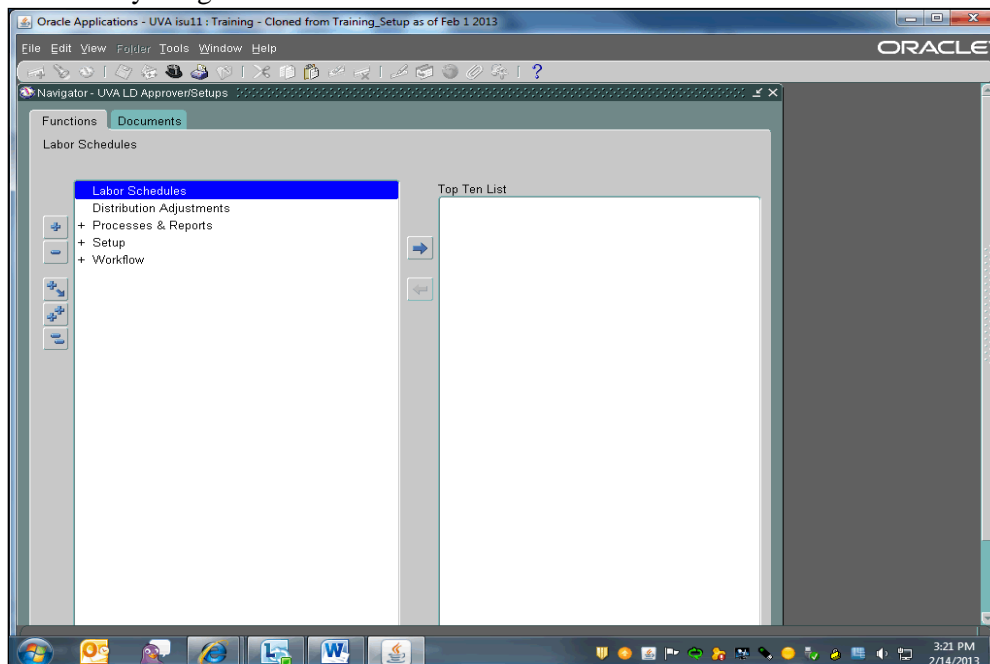 Oracle Applications - UVA isu11 : Training - Cloned from Training_Setup as of Feb 1 2013
File Edit View Folder Tools Window Help
ORACLE
Navigator - UVA LD Approver/Setups
Functions Documents
Labor Schedules
Top Ten List
Labor Schedules
Distribution Adjustments
+ Processes & Reports
+ Setup
+ Workflow
3:21 PM
2/14/2013